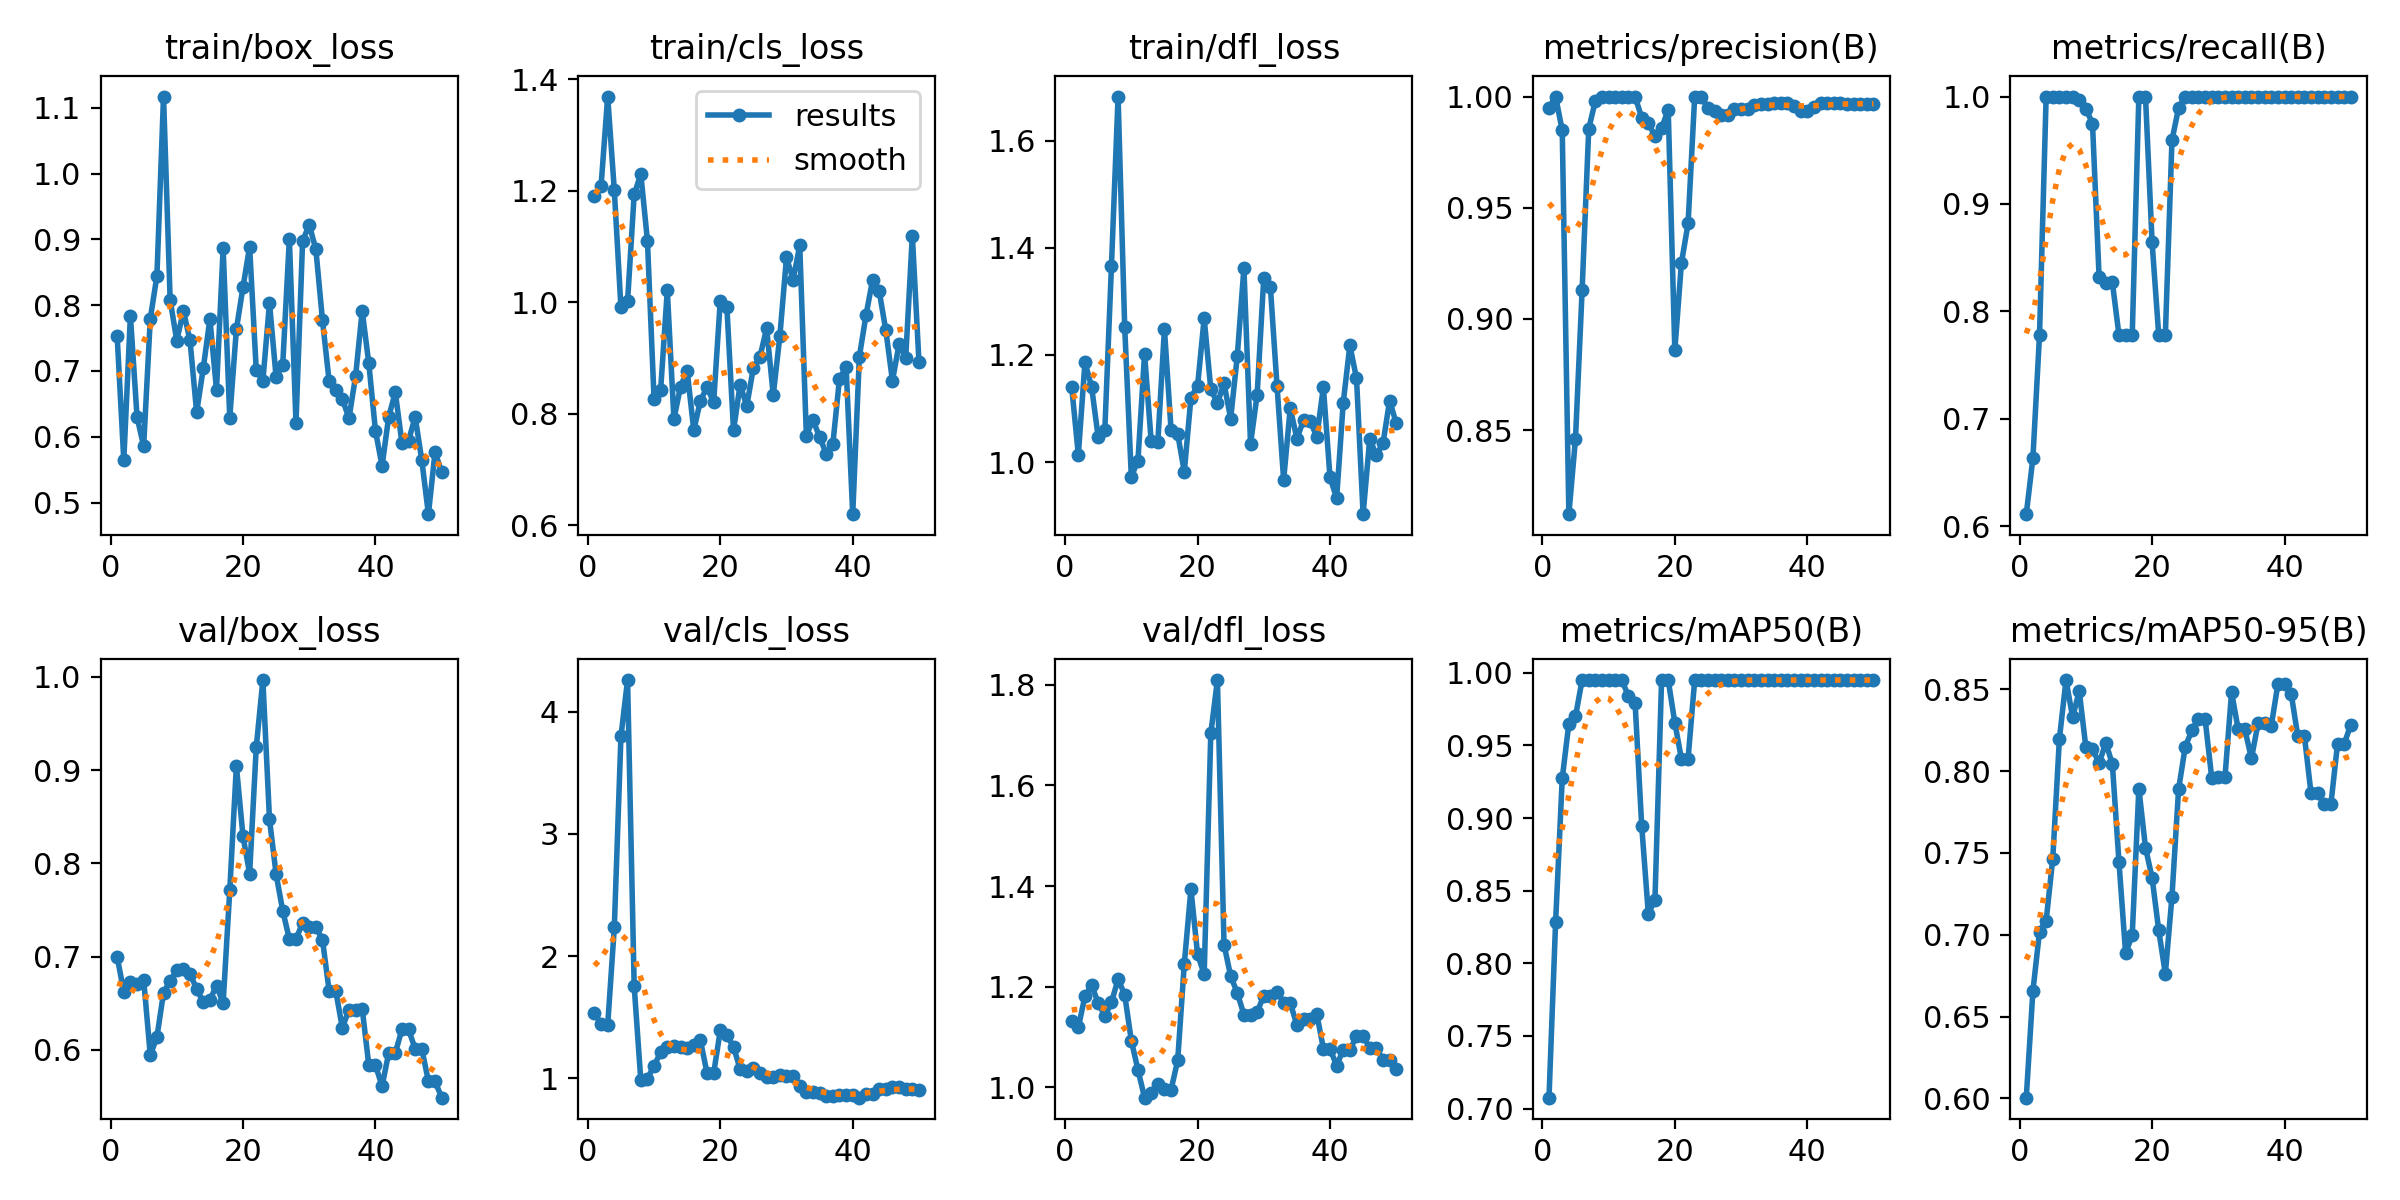 train/box_loss
1.1
1.0
0.9
0.8
0.7
0.6
0.5
0 20 40
train/cls_loss
results
smooth
1.4
1.2
1.0
0.8
0.6
0 20 40
train/dfl_loss
1.6
1.4
1.2
1.0
0 20 40
metrics/precision(B)
1.00
0.95
0.90
0.85
0 20 40
metrics/recall(B)
1.0
0.9
0.8
0.7
0.6
0 20 40
val/box_loss
1.0
0.9
0.8
0.7
0.6
0 20 40
val/cls_loss
4
3
2
1
0 20 40
val/dfl_loss
1.8
1.6
1.4
1.2
1.0
0 20 40
metrics/mAP50(B)
1.00
0.95
0.90
0.85
0.80
0.75
0.70
0 20 40
metrics/mAP50-95(B)
0.85
0.80
0.75
0.70
0.65
0.60
0 20 40